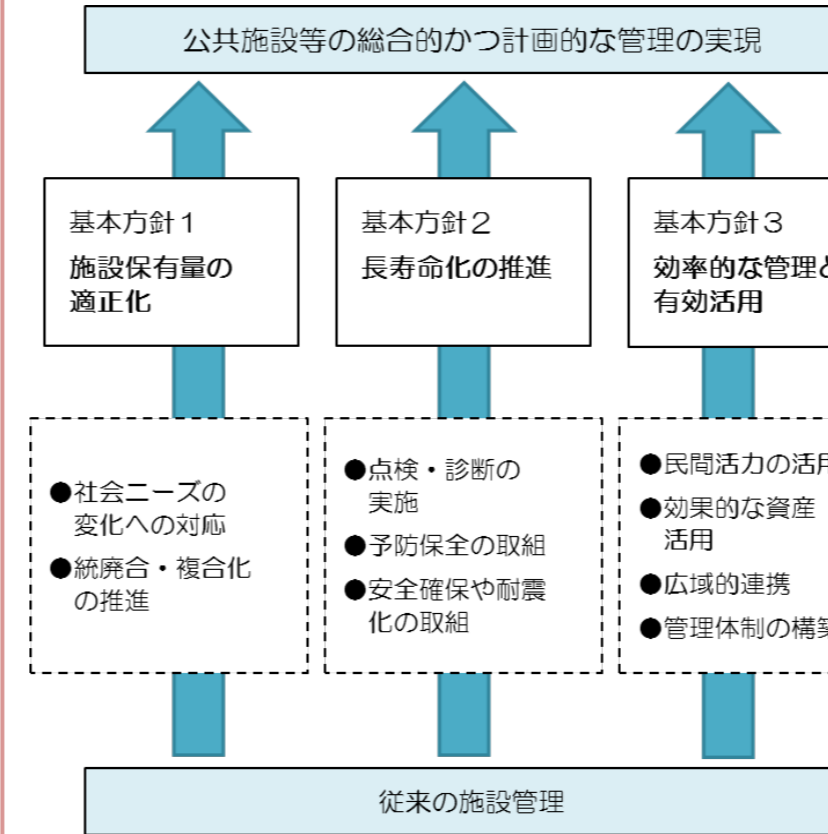 公共施設等の総合的かつ計画的な管理の実現
基本方針1
施設保有量の
適正化
基本方針2
長寿命化の推進
基本方針3
効率的な管理と
有効活用
●社会ニーズの
変化への対応
●統廃合・複合化
の推進
●点検・診断の
実施
●予防保全の取組
●安全確保や耐震
化の取組
●民間活力の活用
●効果的な資産
活用
●広域的連携
●管理体制の構築
従来の施設管理